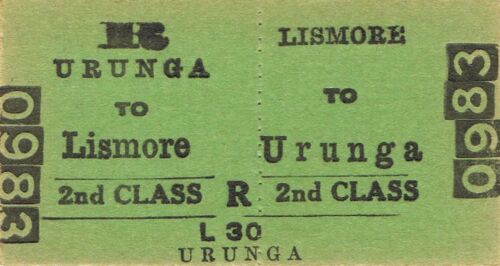 URUNGA
TO
Lismore
2nd CLASS
LISMORE
TO
Urunga
2nd CLASS
R
L 30
URUNGA
0983
0983